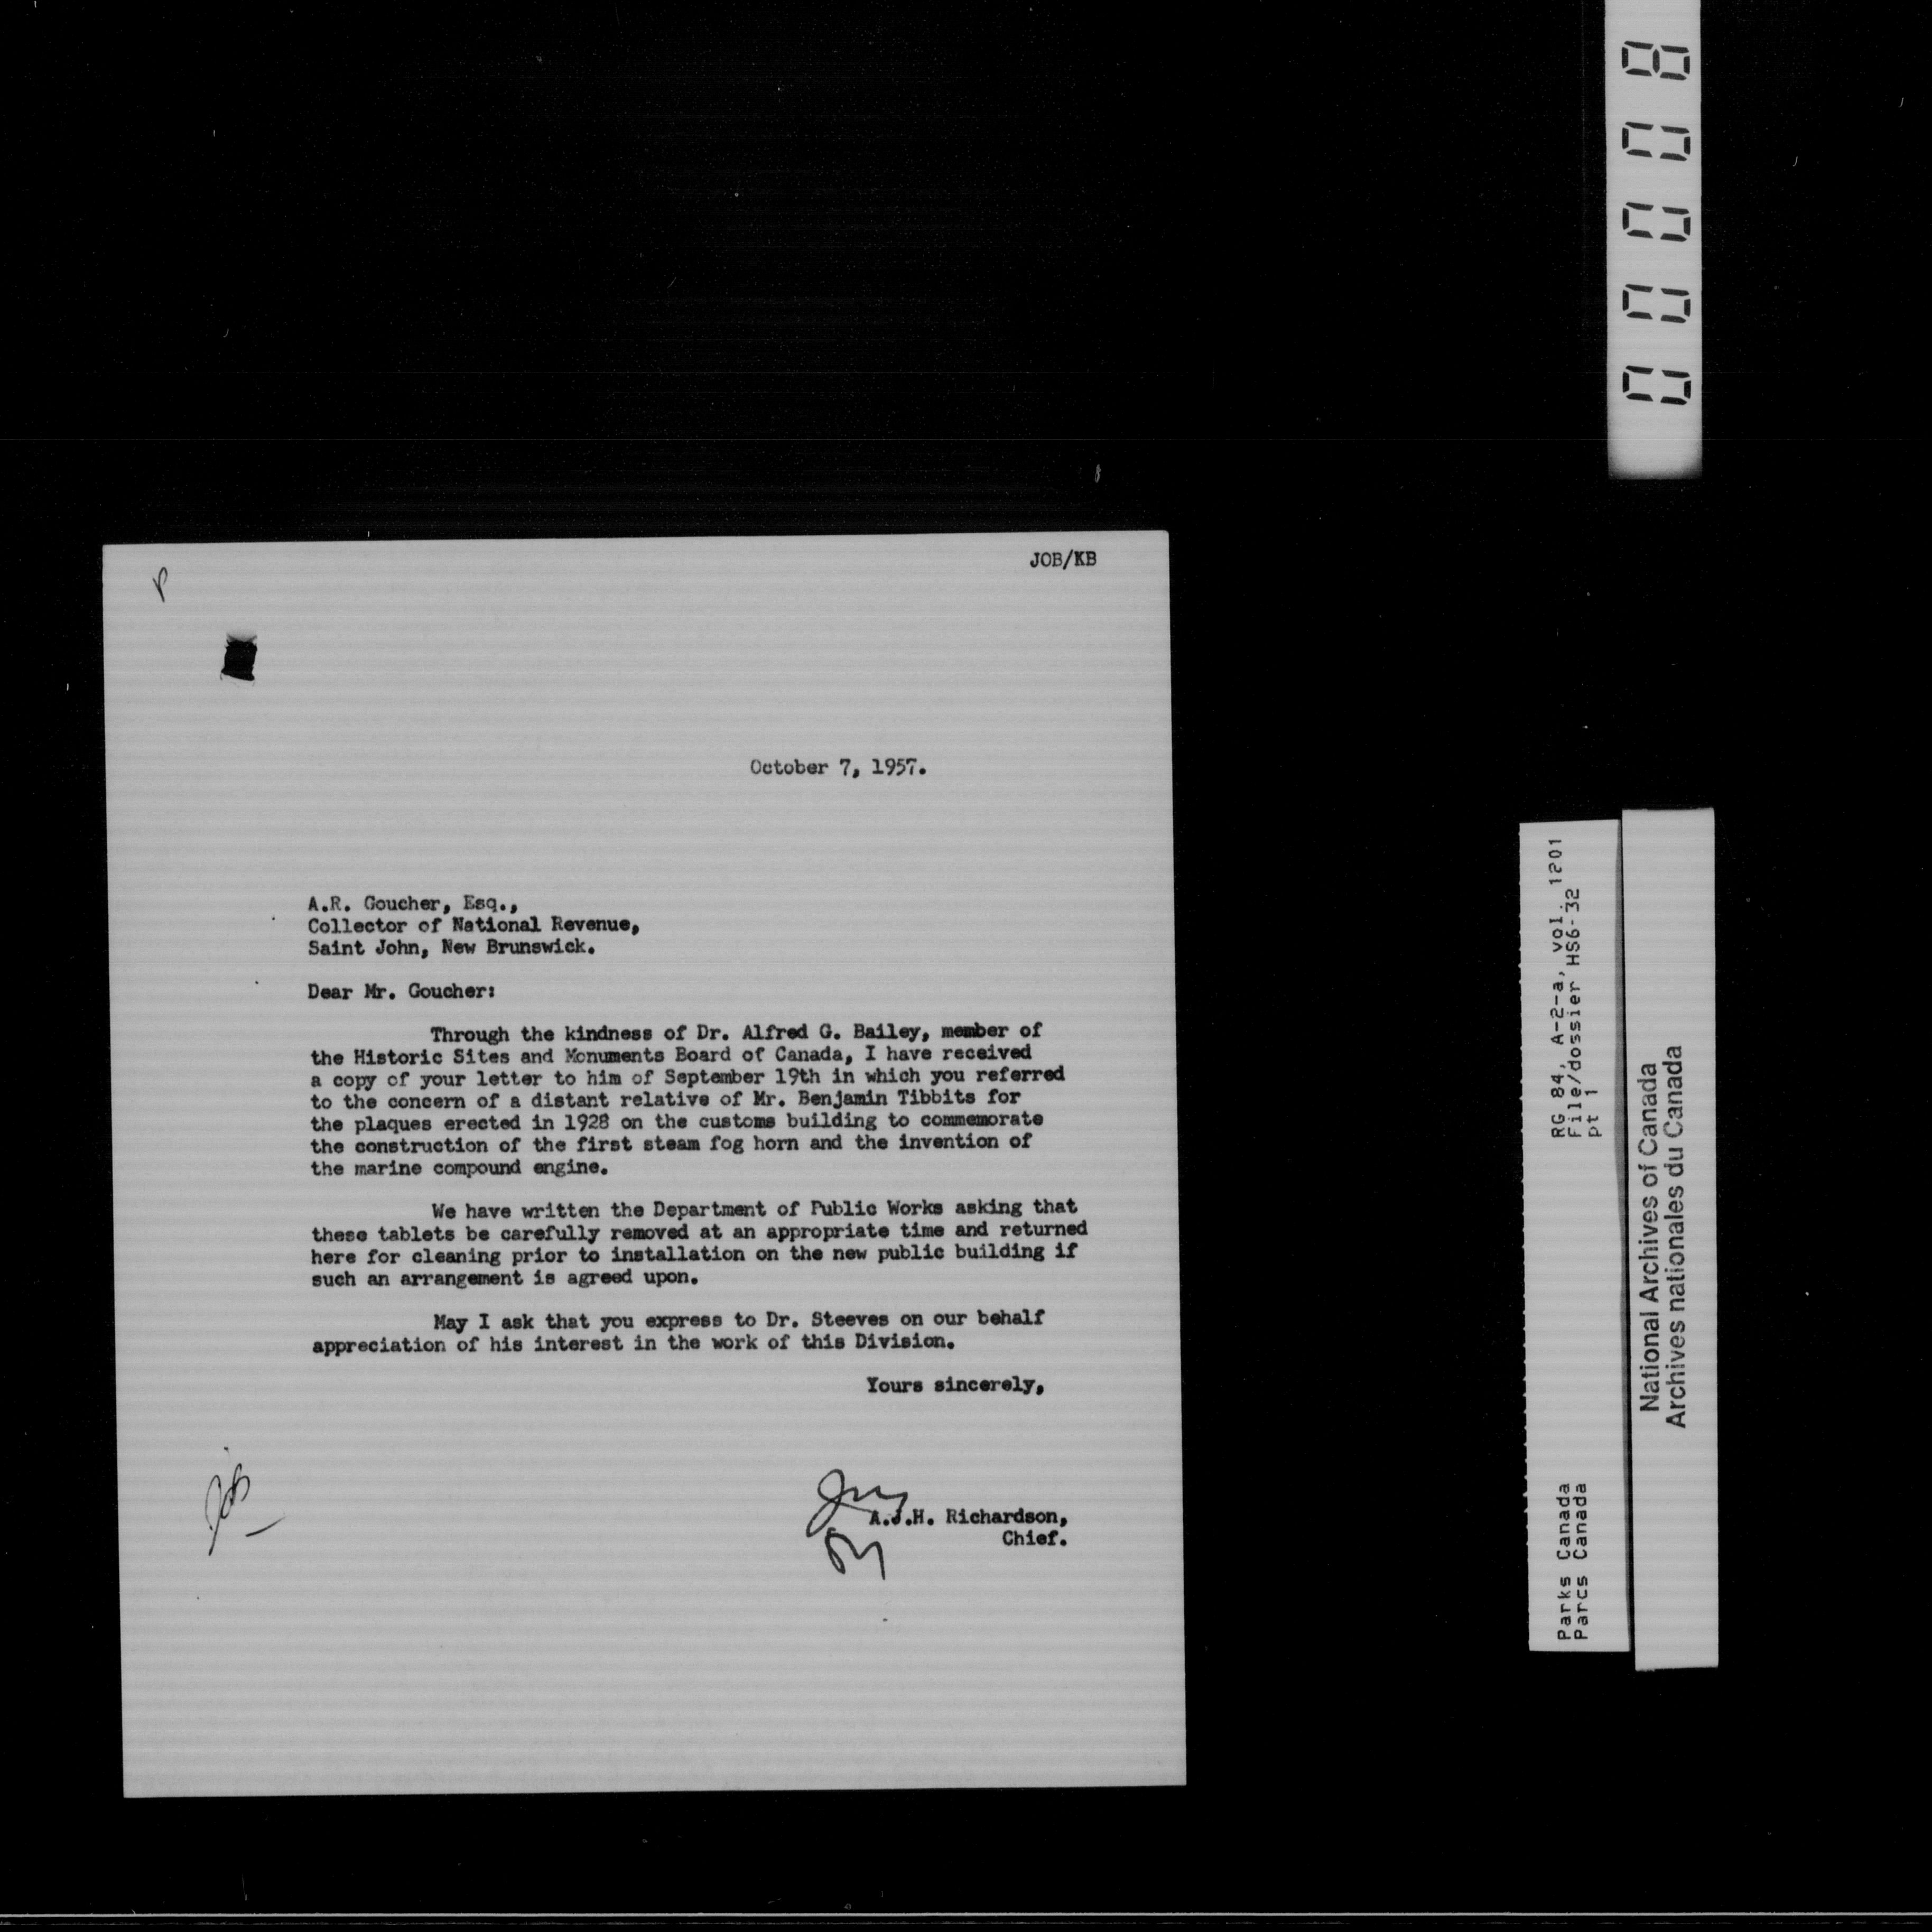 JOB/KB
October 7, 1957.
A.R. Goucher, Esq.,
Collector of National Revenue,
Saint John, New Brunswick.
Dear Mr. Goucher:
Through the kindness of Dr. Alfred G. Bailey, member of
the Historic Sites and Monuments Board of Canada, I have received
a copy of your letter to him of September 19th in which you referred
to the concern of a distant relative of Mr. Benjamin Tibbits for
the plaques erected in 1928 on the customs building to commemorate
the construction of the first steam fog horn and the invention of
the marine compound engine.
We have written the Department of Public Works asking that
these tablets be carefully removed at an appropriate time and returned
here for cleaning prior to installation on the new public building if
such an arrangement is agreed upon.
May I ask that you express to Dr. Steeves on our behalf
appreciation of his interest in the work of this Division.
Yours sincerely,
A.J.H. Richardson,
Chief.
00008
RG 84, A-2-a, vol. 1201
File/dossier HS6-32
pt 1
Parks Canada
Parcs Canada
National Archives of Canada
Archives nationales du Canada